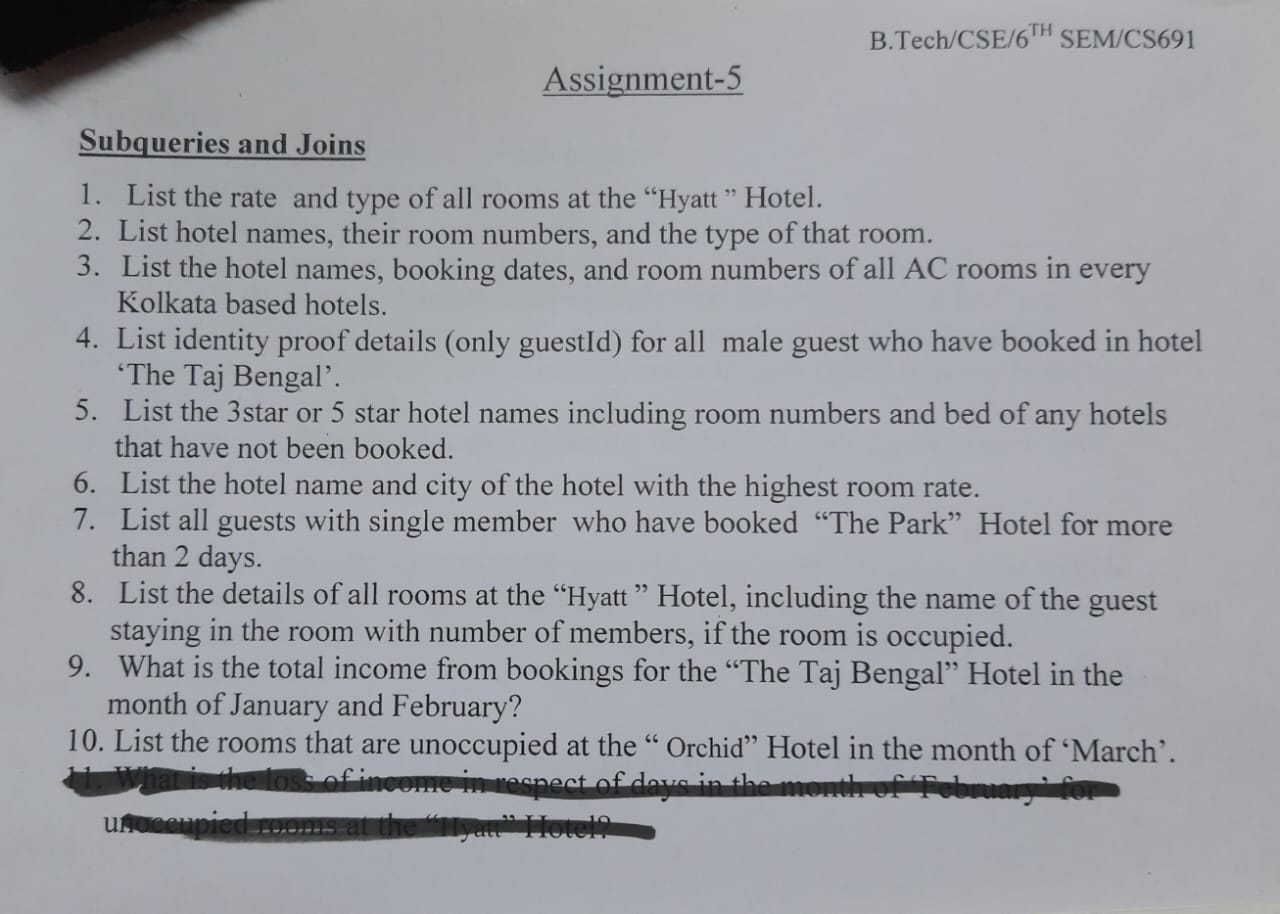 B.Tech/CSE/6TH SEM/CS691
Assignment-5
Subqueries and Joins
1. List the rate and type of all rooms at the “Hyatt ” Hotel.
2. List hotel names, their room numbers, and the type of that room.
3. List the hotel names, booking dates, and room numbers of all AC rooms in every
Kolkata based hotels.
4. List identity proof details (only guestId) for all male guest who have booked in hotel
‘The Taj Bengal’.
5. List the 3star or 5 star hotel names including room numbers and bed of any hotels
that have not been booked.
6. List the hotel name and city of the hotel with the highest room rate.
7. List all guests with single member who have booked “The Park” Hotel for more
than 2 days.
8. List the details of all rooms at the “Hyatt ” Hotel, including the name of the guest
staying in the room with number of members, if the room is occupied.
9. What is the total income from bookings for the “The Taj Bengal” Hotel in the
month of January and February?
10. List the rooms that are unoccupied at the “ Orchid” Hotel in the month of ‘March’.
11. What is the loss of income in respect of days in the month of ‘February’ for
unoccupied rooms at the “Hyatt” Hotel?